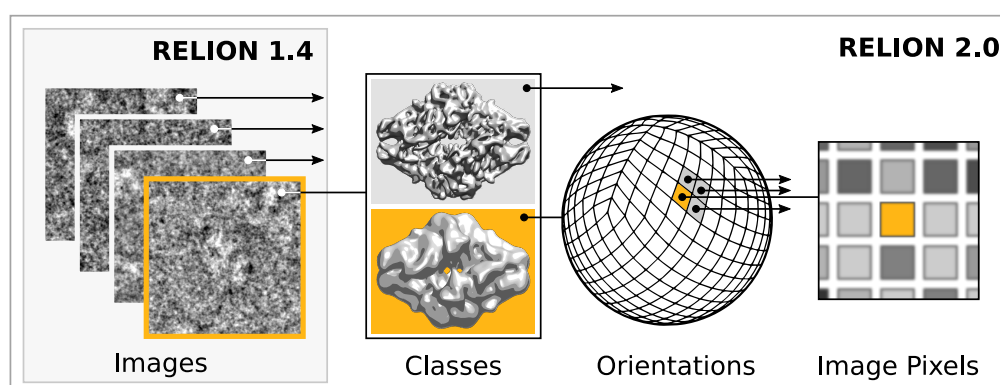 RELION 1.4
RELION 2.0
Images
Classes
Orientations
Image Pixels